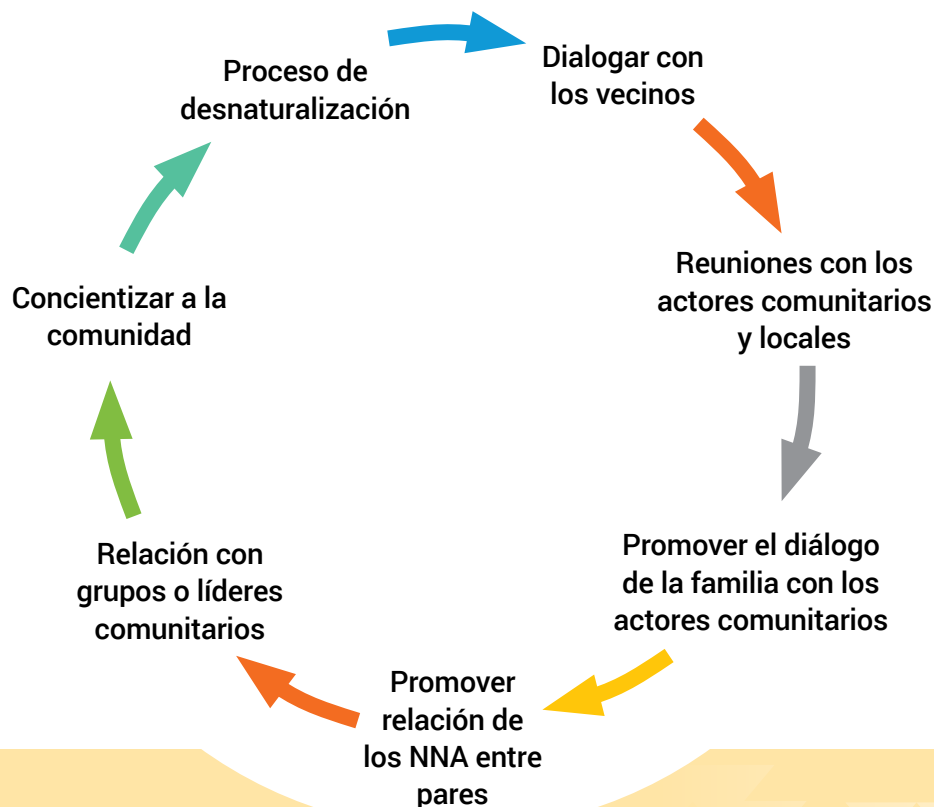 Proceso de
desnaturalización
Dialogar con
los vecinos
Reuniones con los
actores comunitarios
y locales
Promover el diálogo
de la familia con los
actores comunitarios
Promover
relación de
los NNA entre
pares
Relación con
grupos o líderes
comunitarios
Concientizar a la
comunidad